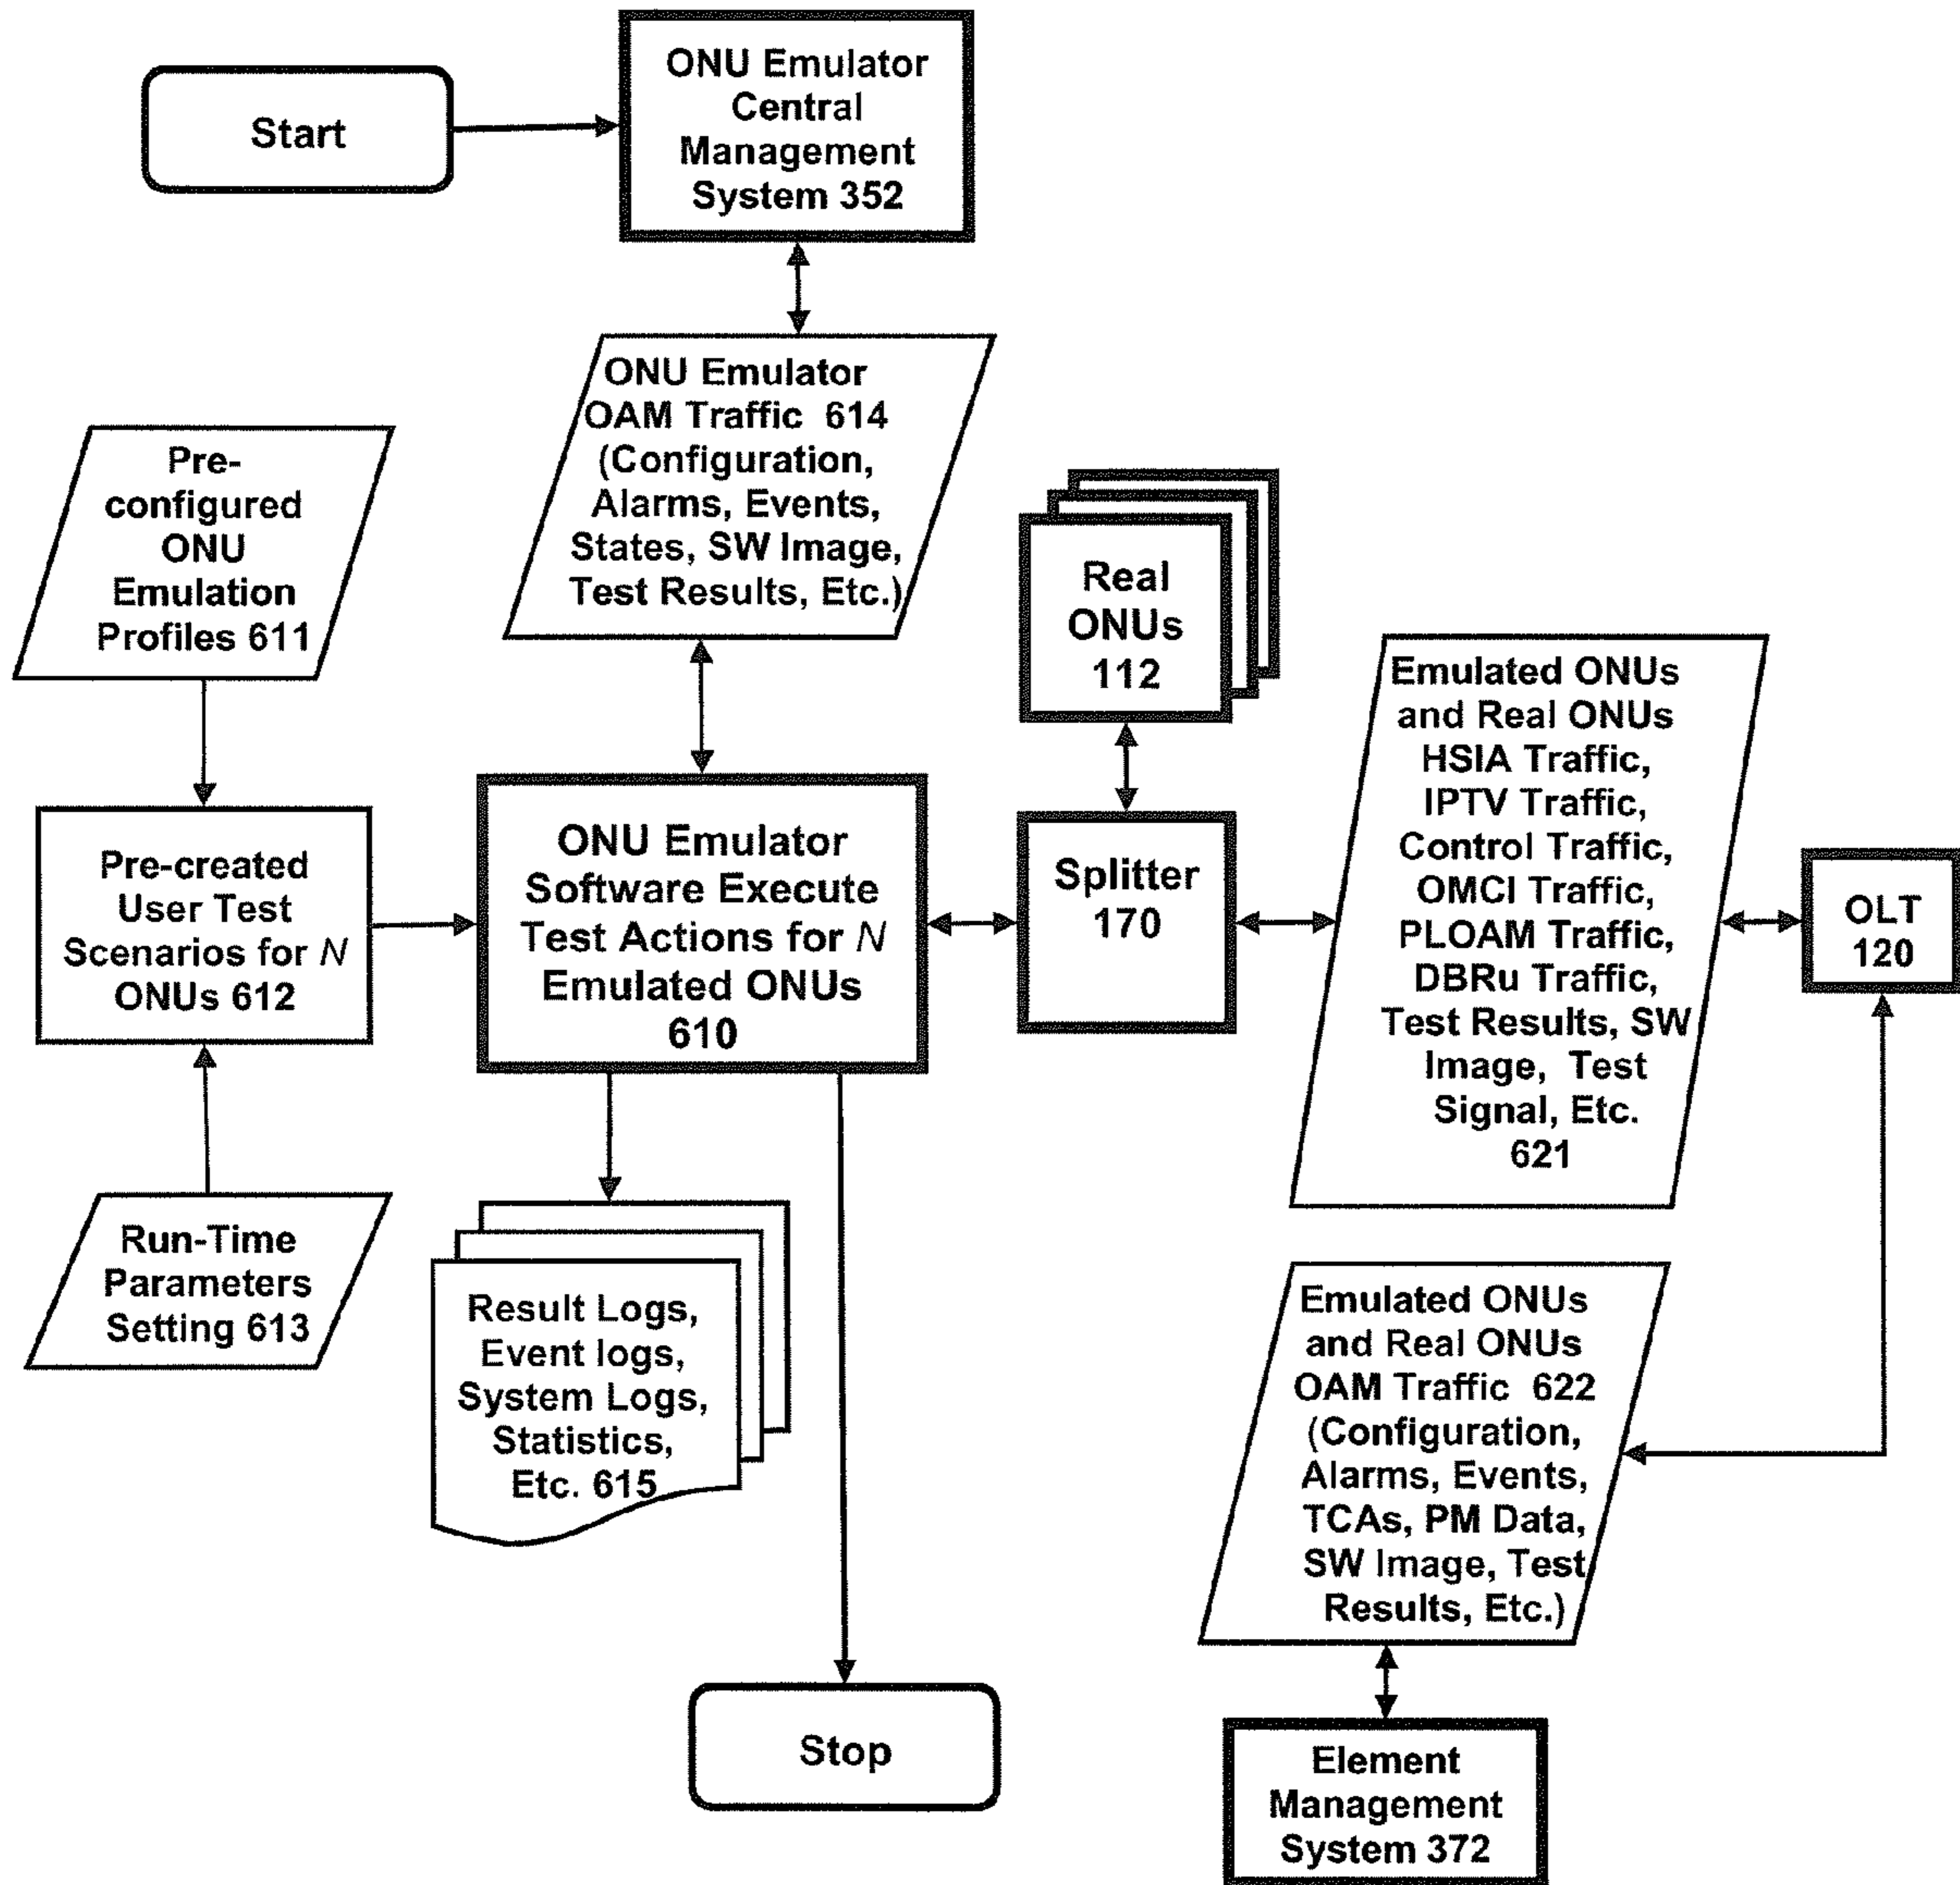 Start
ONU Emulator
Central
Management
System 352
ONU Emulator
OAM Traffic 614
(Configuration,
Alarms, Events,
States, SW Image,
Test Results, Etc.)
Pre-
configured
ONU
Emulation
Profiles 611
Real
ONUs
112
Emulated ONUs
and Real ONUs
HSIA Traffic,
IPTV Traffic,
Control Traffic,
OMCI Traffic,
PLOAM Traffic,
DBRu Traffic,
Test Results, SW
Image, Test
Signal, Etc.
621
Pre-created
User Test
Scenarios for N
ONUs 612
ONU Emulator
Software Execute
Test Actions for N
Emulated ONUs
610
Splitter
170
OLT
120
Run-Time
Parameters
Setting 613
Result Logs,
Event logs,
System Logs,
Statistics,
Etc. 615
Emulated ONUs
and Real ONUs
OAM Traffic 622
(Configuration,
Alarms, Events,
TCAs, PM Data,
SW Image, Test
Results, Etc.)
Stop
Element
Management
System 372